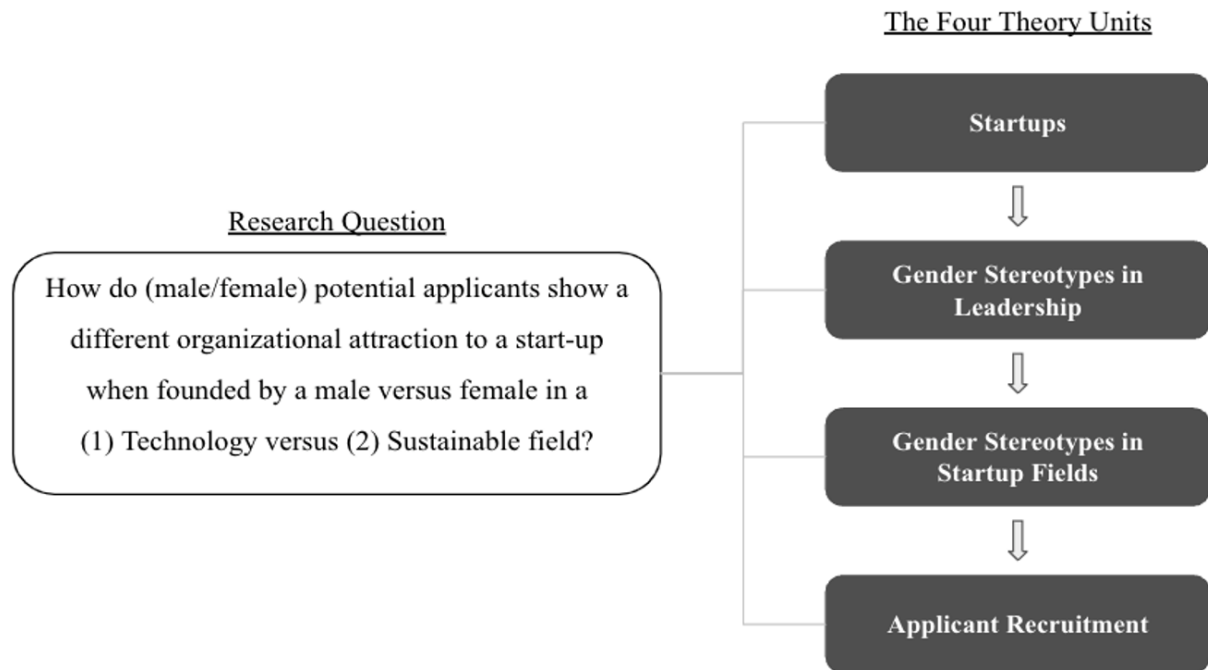 The Four Theory Units
Startups
Research Question
How do (male/female) potential applicants show a
different organizational attraction to a start-up
when founded by a male versus female in a
(1) Technology versus (2) Sustainable field?
Gender Stereotypes in
Leadership
Gender Stereotypes in
Startup Fields
Applicant Recruitment